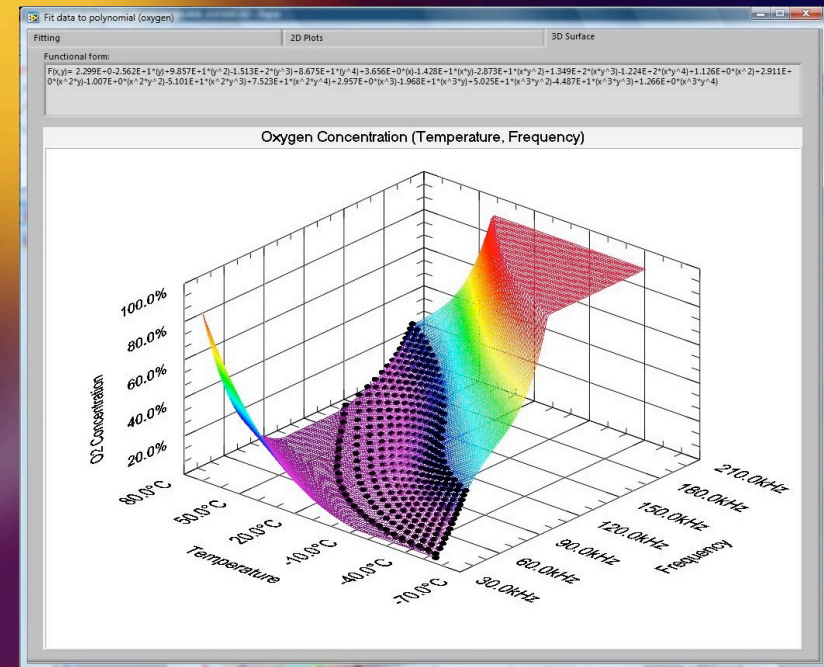 Fit data to polynomial (oxygen)
Fitting
2D Plots
3D Surface
Functional form:
F(x,y)= 2.299E+0-2.562E+1*(y)+9.857E+1*(y^2)-1.513E+2*(y^3)+8.675E+1*(y^4)+3.656E+0*(x)-1.428E+1*(x*y)-2.873E+1*(x*y^2)+1.349E+2*(x*y^3)-1.224E+2*(x*y^4)+1.126E+0*(x^2)+2.911E+
0*(x^2*y)-1.007E+0*(x^2*y^2)-5.101E+1*(x^2*y^3)+7.523E+1*(x^2*y^4)+2.957E+0*(x^3)-1.968E+1*(x^3*y)+5.025E+1*(x^3*y^2)-4.487E+1*(x^3*y^3)+1.266E+0*(x^3*y^4)
Oxygen Concentration (Temperature, Frequency)
100.0%
80.0%
60.0%
40.0%
20.0%
O2 Concentration
80.0°C
50.0°C
20.0°C
-10.0°C
-40.0°C
-70.0°C
Temperature
30.0kHz
60.0kHz
90.0kHz
120.0kHz
150.0kHz
180.0kHz
210.0kHz
Frequency